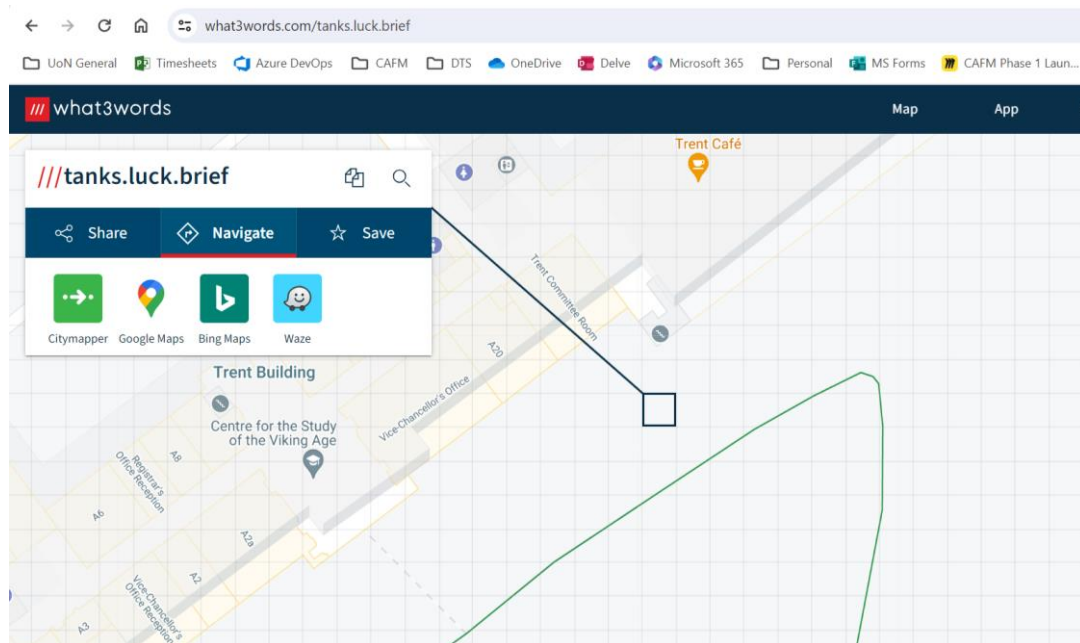 what3words.com/tanks.luck.brief
UoN General Timesheets Azure DevOps CAFM DTS OneDrive Delve Microsoft 365 Personal MS Forms CAFM Phase 1 Laun...
/// what3words Map App
///tanks.luck.brief
Share Navigate Save
Citymapper Google Maps Bing Maps Waze
Trent Café
Trent Committee Room
A20
Vice-Chancellor's Office
Trent Building
Centre for the Study
of the Viking Age
A8
Registrar's
Office Reception
A6
A2a
A2
Vice-Chancellor's
Office Reception
A3